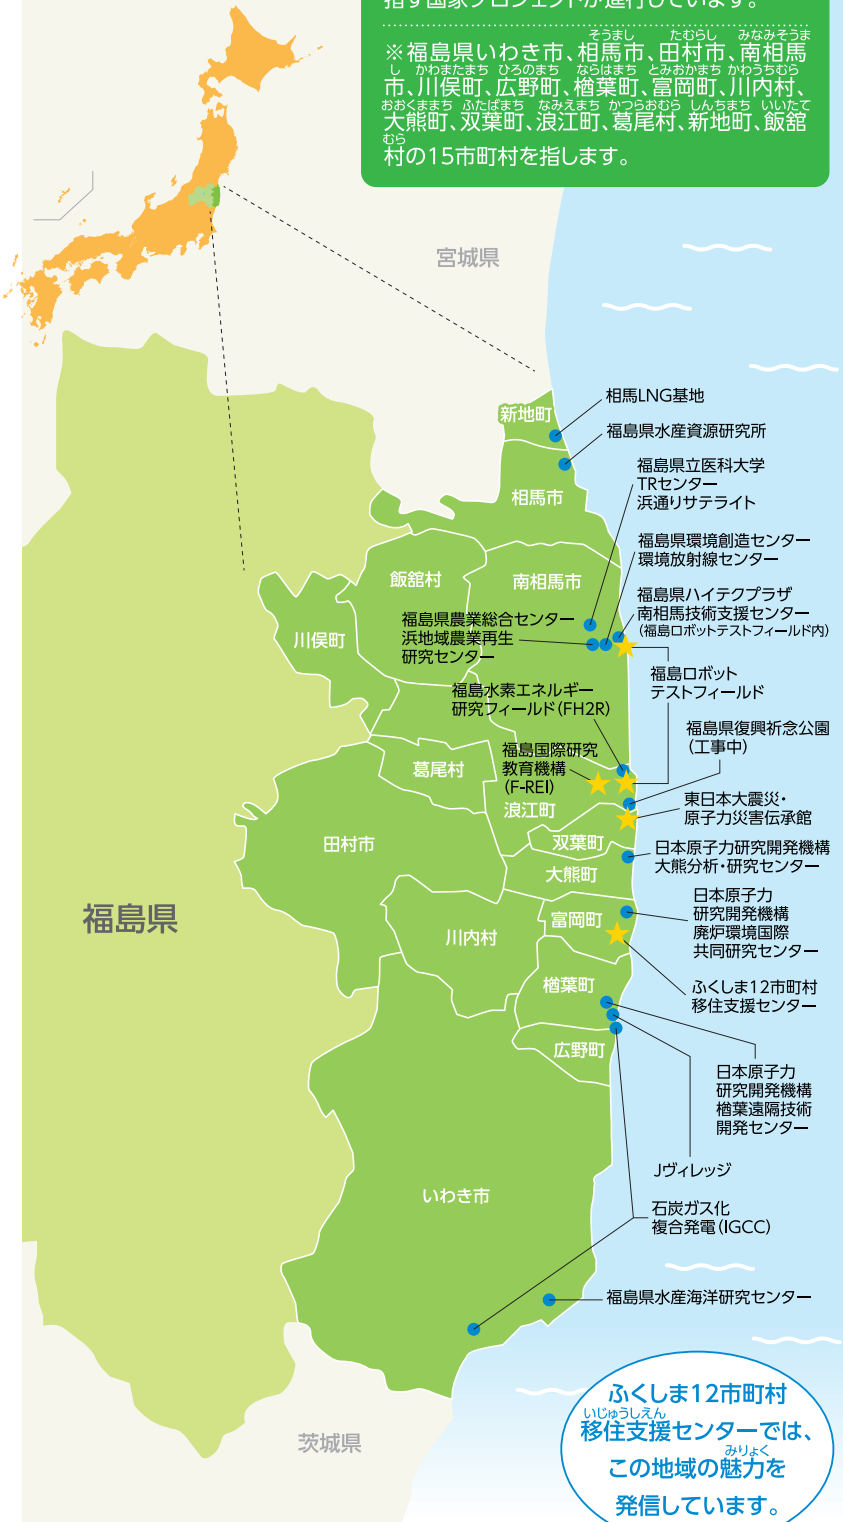 指す国家プロジェクトが進行しています。
※福島県いわき市、相馬市、田村市、南相馬
そうまし たむらし みなみそうま
市、川俣町、広野町、楢葉町、富岡町、川内村、
し かわまたまち ひろのまち ならはまち とみおかまち かわうちむら
大熊町、双葉町、浪江町、葛尾村、新地町、飯舘
おおくままち ふたばまち なみえまち かつらおむら しんちまち いいたて
村の15市町村を指します。
むら
宮城県
相馬LNG基地
新地町
福島県水産資源研究所
福島県立医科大学
TRセンター
浜通りサテライト
相馬市
福島県環境創造センター
環境放射線センター
飯舘村
南相馬市
福島県ハイテクプラザ
南相馬技術支援センター
(福島ロボットテストフィールド内)
福島県農業総合センター
浜地域農業再生
研究センター
川俣町
福島ロボット
テストフィールド
福島水素エネルギー
研究フィールド(FH2R)
福島県復興祈念公園
(工事中)
福島国際研究
教育機構
(F-REI)
葛尾村
浪江町
東日本大震災・
原子力災害伝承館
田村市
双葉町
日本原子力研究開発機構
大熊分析・研究センター
大熊町
日本原子力
研究開発機構
廃炉環境国際
共同研究センター
福島県
富岡町
川内村
楢葉町
ふくしま12市町村
移住支援センター
広野町
日本原子力
研究開発機構
楢葉遠隔技術
開発センター
Jヴィレッジ
いわき市
石炭ガス化
複合発電(IGCC)
福島県水産海洋研究センター
茨城県
ふくしま12市町村
移住支援センターでは、
いじゅうしえん
この地域の魅力を
みりょく
発信しています。